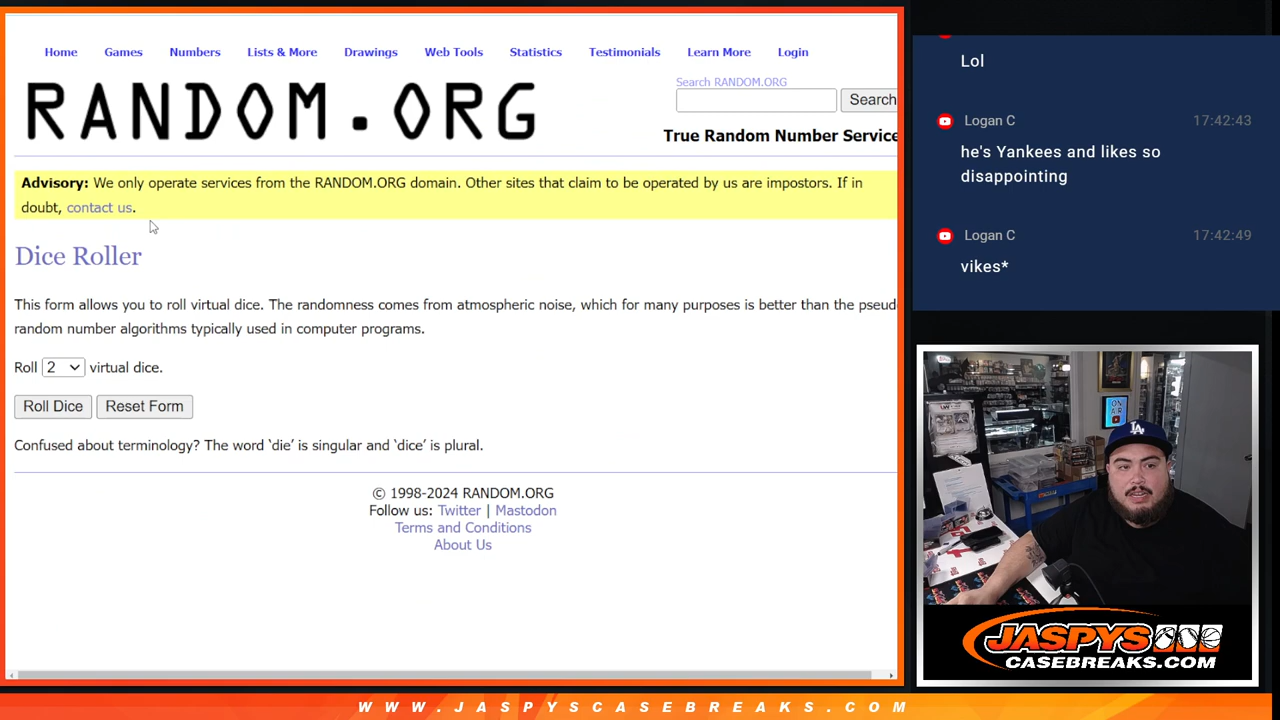 Home Games Numbers Lists & More Drawings Web Tools Statistics Testimonials Learn More Login
RANDOM.ORG
Search RANDOM.ORG
Search
True Random Number Service
Advisory: We only operate services from the RANDOM.ORG domain. Other sites that claim to be operated by us are impostors. If in
doubt, contact us.
Dice Roller
This form allows you to roll virtual dice. The randomness comes from atmospheric noise, which for many purposes is better than the pseudo
random number algorithms typically used in computer programs.
Roll 2 virtual dice.
Roll Dice Reset Form
Confused about terminology? The word ‘die’ is singular and ‘dice’ is plural.
© 1998-2024 RANDOM.ORG
Follow us: Twitter | Mastodon
Terms and Conditions
About Us
Lol
Logan C 17:42:43
he's Yankees and likes so
disappointing
Logan C 17:42:49
vikes*
ON
AIR
LA
JASPYS
CASEBREAKS.COM
WWW.JASPYSCASEBREAKS.COM